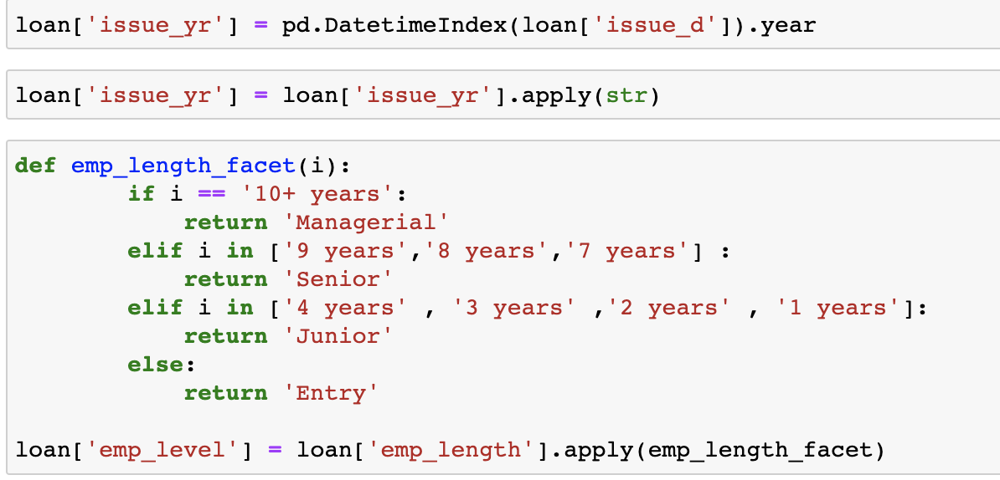 loan['issue_yr'] = pd.DatetimeIndex(loan['issue_d']).year
loan['issue_yr'] = loan['issue_yr'].apply(str)
def emp_length_facet(i):
        if i == '10+ years':
            return 'Managerial'
        elif i in ['9 years','8 years','7 years'] :
            return 'Senior'
        elif i in ['4 years' , '3 years' ,'2 years' , '1 years']:
            return 'Junior'
        else:
            return 'Entry'
loan['emp_level'] = loan['emp_length'].apply(emp_length_facet)